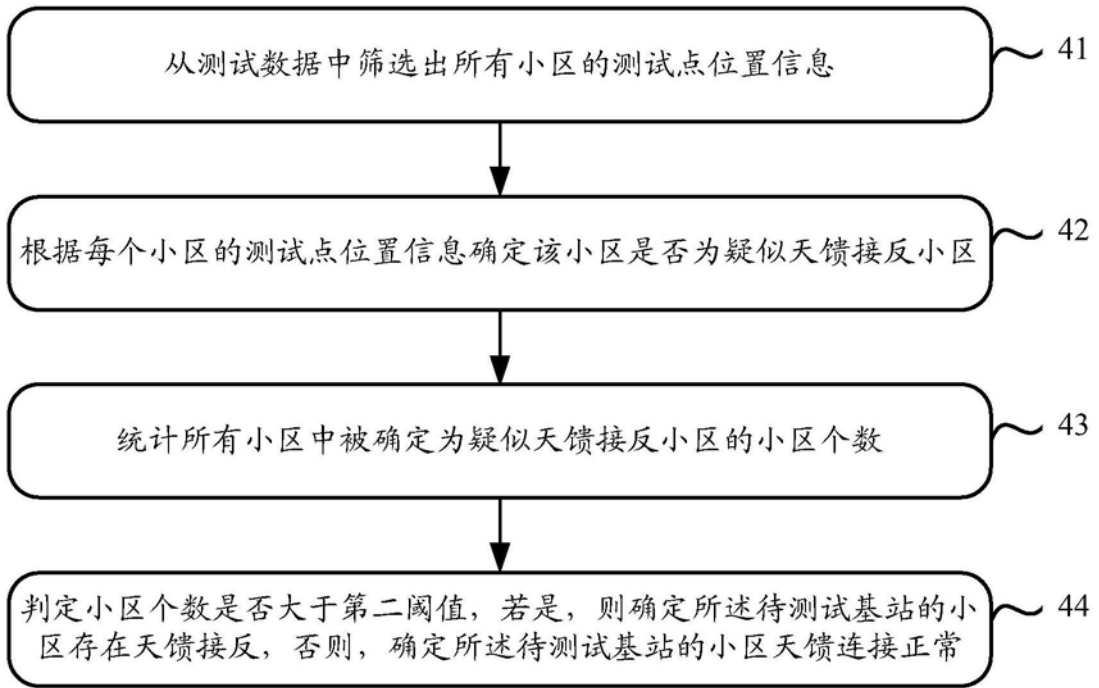 从测试数据中筛选出所有小区的测试点位置信息
41
根据每个小区的测试点位置信息确定该小区是否为疑似天馈接反小区
42
统计所有小区中被确定为疑似天馈接反小区的小区个数
43
判定小区个数是否大于第二阈值，若是，则确定所述待测试基站的小
区存在天馈接反，否则，确定所述待测试基站的小区天馈连接正常
44